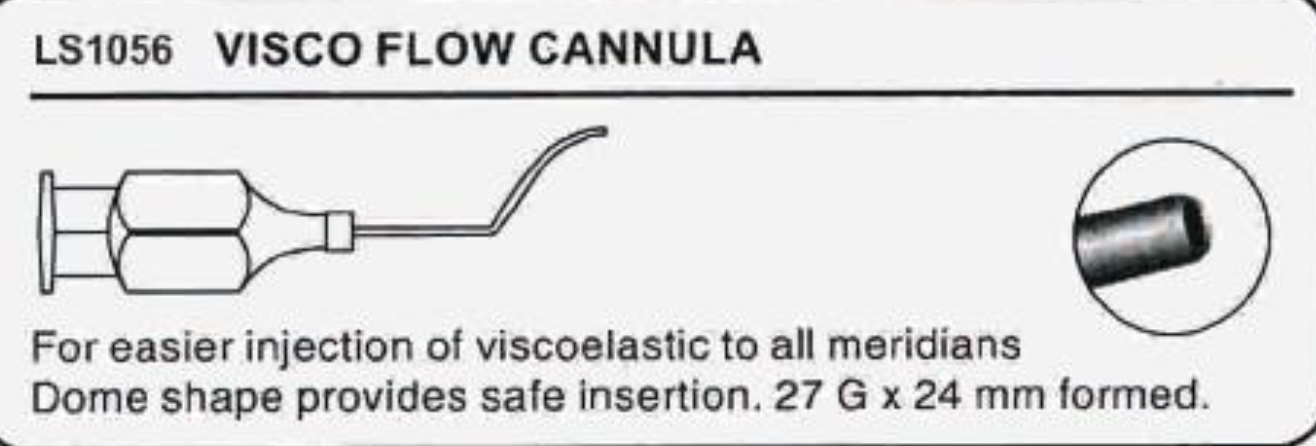 LS1056 VISCO FLOW CANNULA
For easier injection of viscoelastic to all meridians
Dome shape provides safe insertion. 27 G x 24 mm formed.